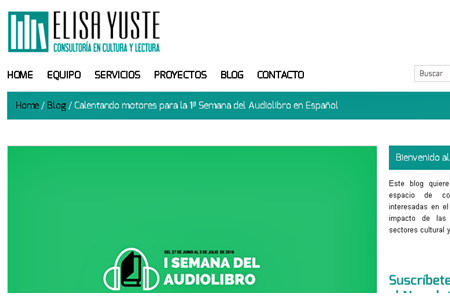 ELISA YUSTE
CONSULTORÍA EN CULTURA Y LECTURA
HOME EQUIPO SERVICIOS PROYECTOS BLOG CONTACTO
Buscar
Home / Blog / Calentando motores para la 1ª Semana del Audiolibro en Español
Bienvenido al
Este blog quiere
espacio de co
interesadas en el
impacto de las
sectores cultural y
DEL 27 DE JUNIO AL 3 DE JULIO DE 2016
I SEMANA DEL
AUDIOLIBRO
Suscríbete